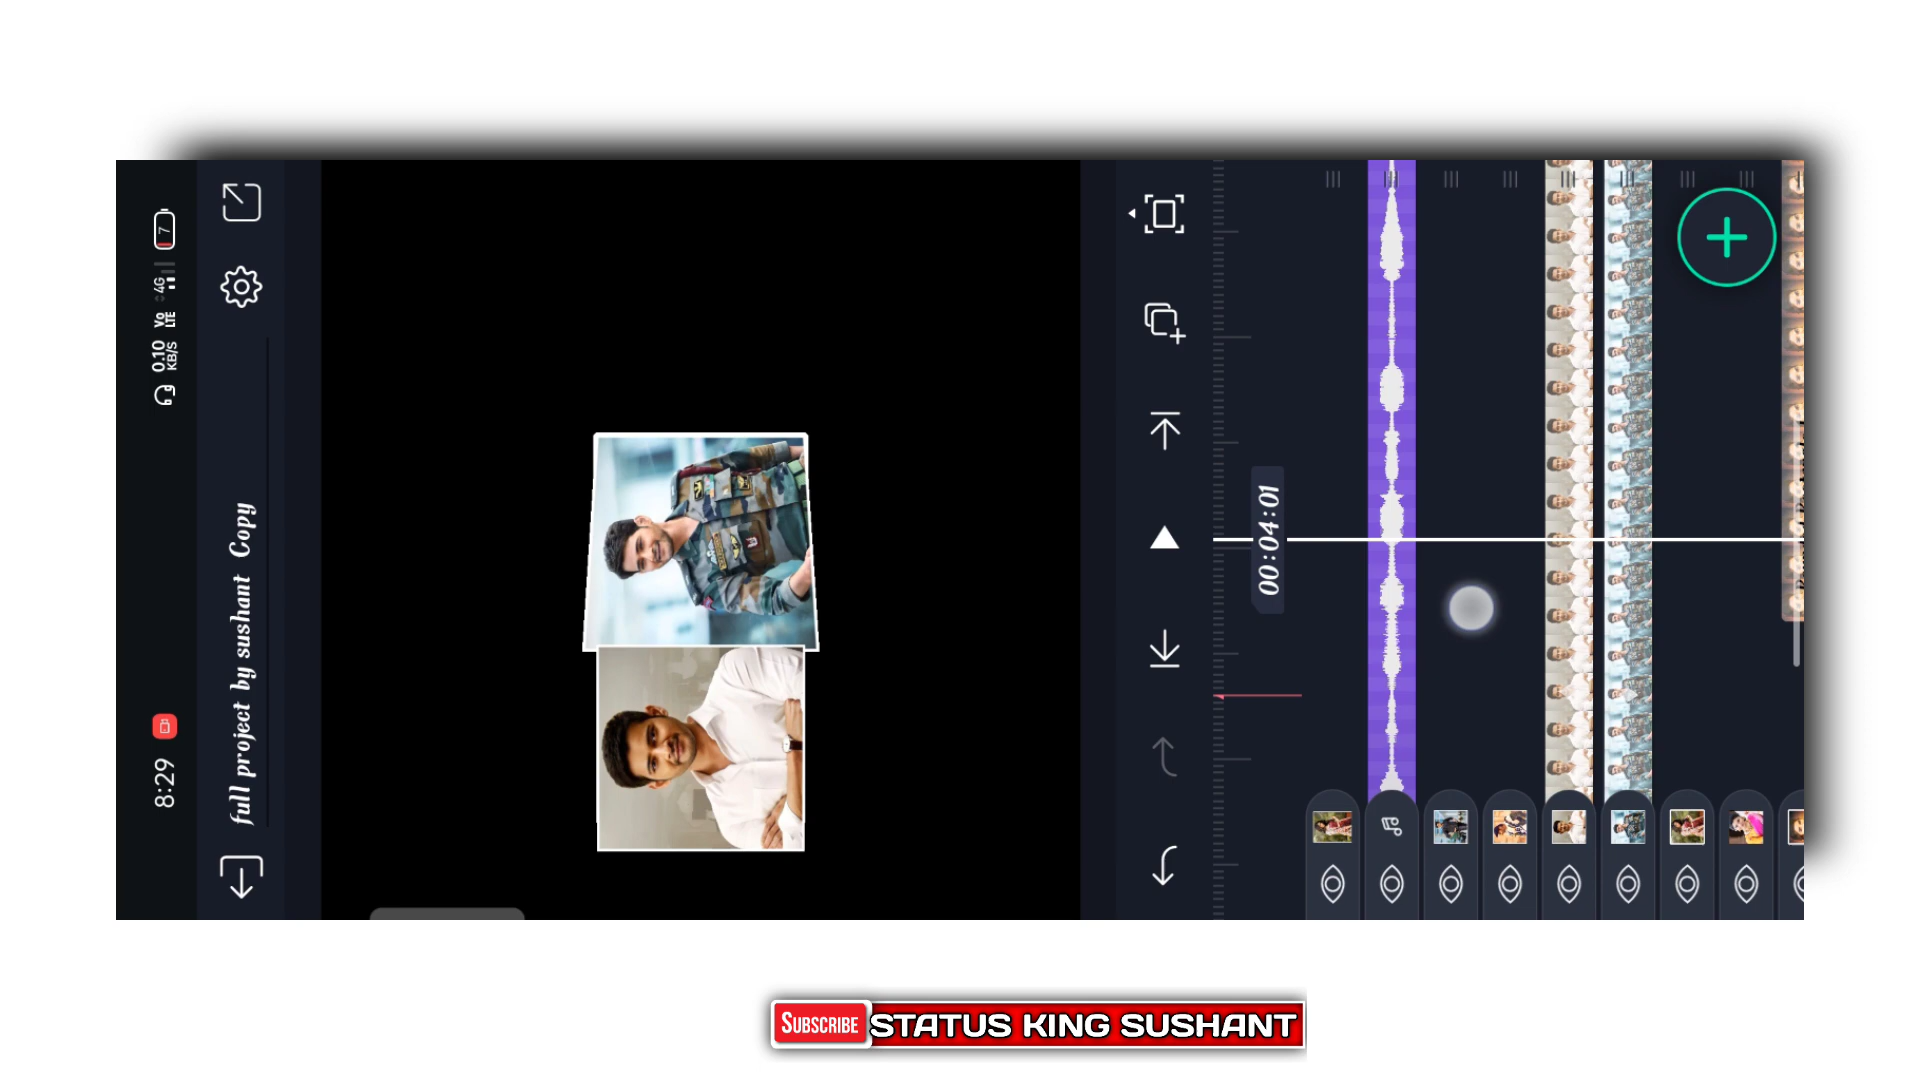 8:29
0.10 KB/S
Vo LTE
4G
7
full project by sushant Copy
00:04:01
SUBSCRIBE
STATUS KING SUSHANT